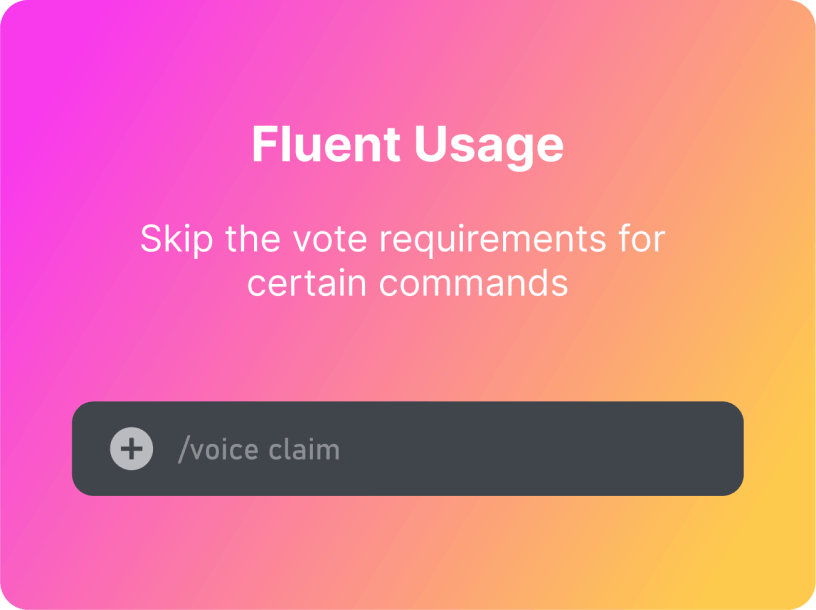 Fluent Usage
Skip the vote requirements for
certain commands
/voice claim